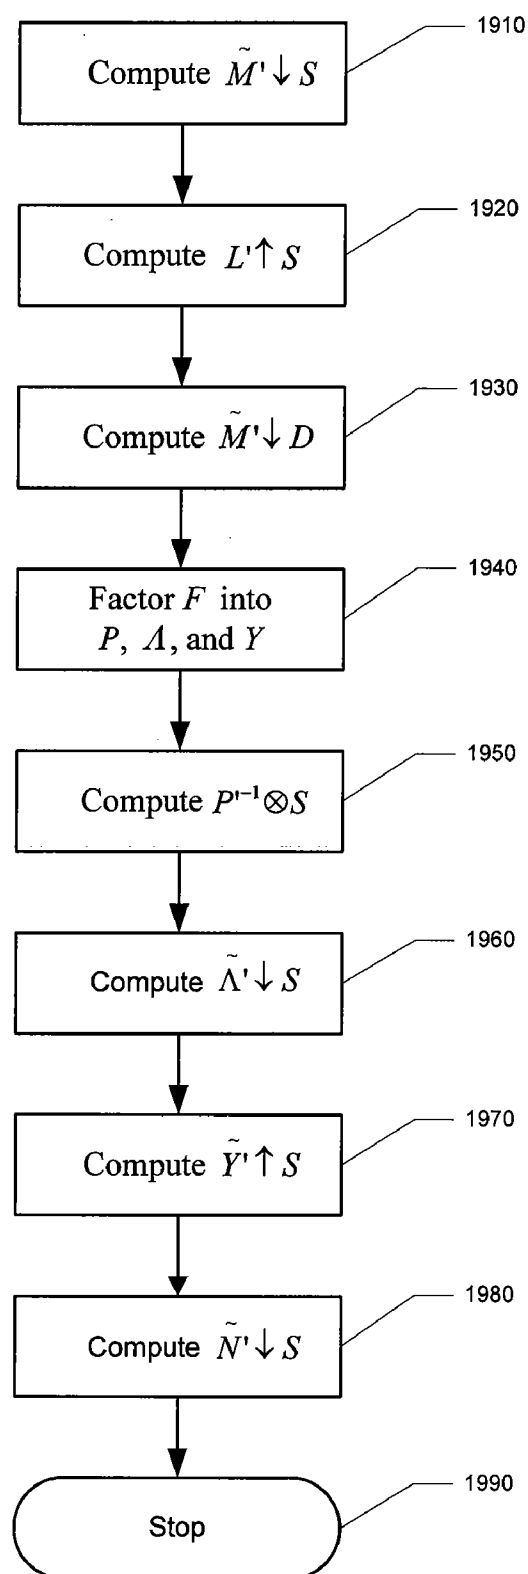 1910
Compute M̃' ↓ S
1920
Compute L' ↑ S
1930
Compute M̃' ↓ D
1940
Factor F into
P, Λ, and Y
1950
Compute P'⁻¹ ⊗ S
1960
Compute Λ̃' ↓ S
1970
Compute Ỹ' ↑ S
1980
Compute Ñ' ↓ S
1990
Stop